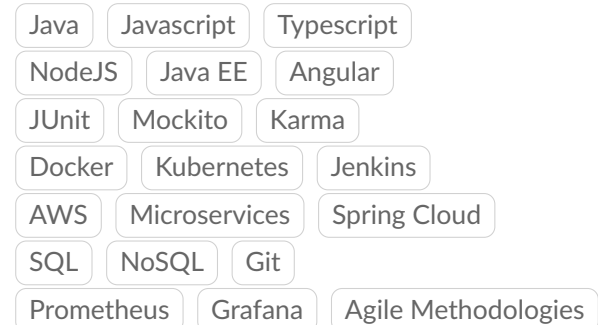 Java Javascript Typescript
NodeJS Java EE Angular
JUnit Mockito Karma
Docker Kubernetes Jenkins
AWS Microservices Spring Cloud
SQL NoSQL Git
Prometheus Grafana Agile Methodologies